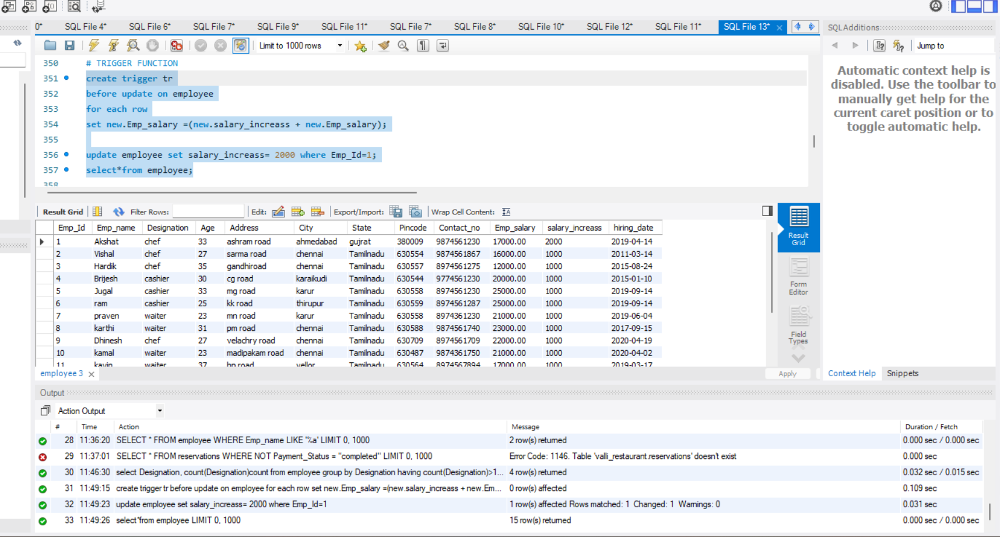 0* SQL File 4* SQL File 6* SQL File 7* SQL File 9* SQL File 11* SQL File 7* SQL File 8* SQL File 10* SQL File 12* SQL File 11* SQL File 13*
SQLAdditions
Limit to 1000 rows
Jump to
350 # TRIGGER FUNCTION
351 create trigger tr
352 before update on employee
353 for each row
354 set new.Emp_salary =(new.salary_increass + new.Emp_salary);
355
356 update employee set salary_increass= 2000 where Emp_Id=1;
357 select*from employee;
358
Automatic context help is
disabled. Use the toolbar to
manually get help for the
current caret position or to
toggle automatic help.
Result Grid Filter Rows: Edit: Export/Import: Wrap Cell Content:
Emp_Id Emp_name Designation Age Address City State Pincode Contact_no Emp_salary salary_increass hiring_date
1 Akshat chef 33 ashram road ahmedabad gujrat 380009 9874561230 17000.00 2000 2019-04-14
2 Vishal chef 27 sarma road chennai Tamilnadu 630554 9874561867 16000.00 1000 2011-03-14
3 Hardik chef 35 gandhiroad chennai Tamilnadu 630557 8974561275 12000.00 1000 2015-08-24
4 Brijesh cashier 30 cg road karaikudi Tamilnadu 630544 9774561230 20000.00 1000 2015-01-10
5 Jugal cashier 33 mg road karur Tamilnadu 630558 8974561230 25000.00 1000 2019-09-14
6 ram cashier 25 kk road thirupur Tamilnadu 630559 8974561287 25000.00 1000 2019-09-14
7 praven waiter 23 mn road karur Tamilnadu 630558 8974361230 21000.00 1000 2019-06-04
8 karthi waiter 31 pm road chennai Tamilnadu 630588 9874561740 23000.00 1000 2017-09-15
9 Dhinesh chef 27 velachry road chennai Tamilnadu 630709 8974561709 22000.00 1000 2020-04-19
10 kamal waiter 23 madipakam road chennai Tamilnadu 630487 9874361750 21000.00 1000 2020-04-02
11 kavin waiter 37 hp road vellor Tamilnadu 630564 8974567894 17000.00 1000 2019-03-17
Result
Grid
Form
Editor
Field
Types
employee 3
Apply
Context Help Snippets
Output
Action Output
# Time Action Message Duration / Fetch
28 11:36:20 SELECT * FROM employee WHERE Emp_name LIKE "%a' LIMIT 0, 1000 2 row(s) returned 0.000 sec / 0.000 sec
29 11:37:01 SELECT * FROM reservations WHERE NOT Payment_Status = "completed" LIMIT 0, 1000 Error Code: 1146. Table 'valli_restaurant.reservations' doesn't exist 0.000 sec
30 11:46:30 select Designation, count(Designation)count from employee group by Designation having count(Designation)>1... 4 row(s) returned 0.032 sec / 0.015 sec
31 11:49:15 create trigger tr before update on employee for each row set new.Emp_salary =(new.salary_increass + new.Em... 0 row(s) affected 0.109 sec
32 11:49:23 update employee set salary_increass= 2000 where Emp_Id=1 1 row(s) affected Rows matched: 1 Changed: 1 Warnings: 0 0.031 sec
33 11:49:26 select*from employee LIMIT 0, 1000 15 row(s) returned 0.000 sec / 0.000 sec